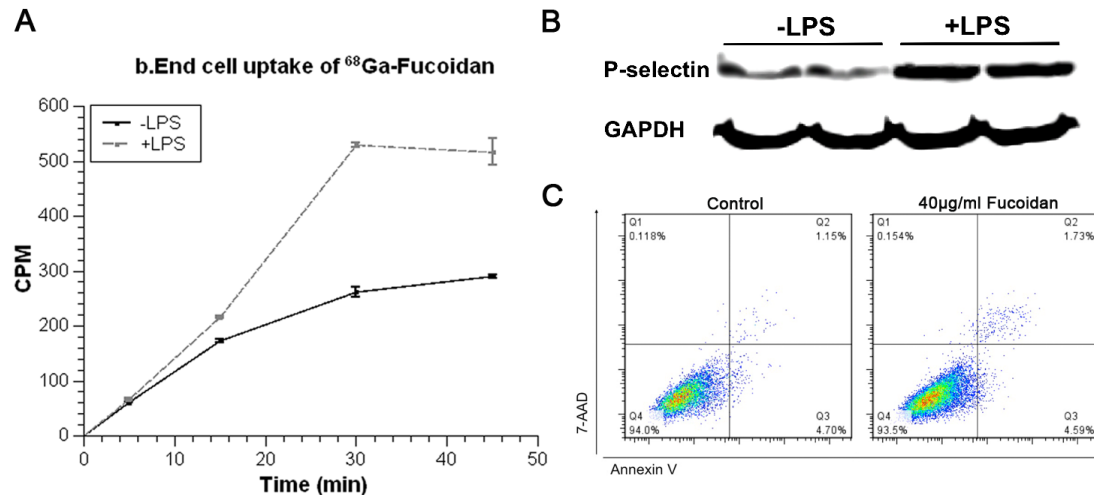 A
b.End cell uptake of ⁶⁸Ga-Fucoidan
-LPS
+LPS
600
500
400
300
200
100
0
CPM
0 10 20 30 40 50
Time (min)
B
-LPS +LPS
P-selectin
GAPDH
C
Control
Q1
0.118%
Q2
1.15%
Q4
94.0%
Q3
4.70%
40μg/ml Fucoidan
Q1
0.154%
Q2
1.73%
Q4
93.5%
Q3
4.59%
7-AAD
Annexin V